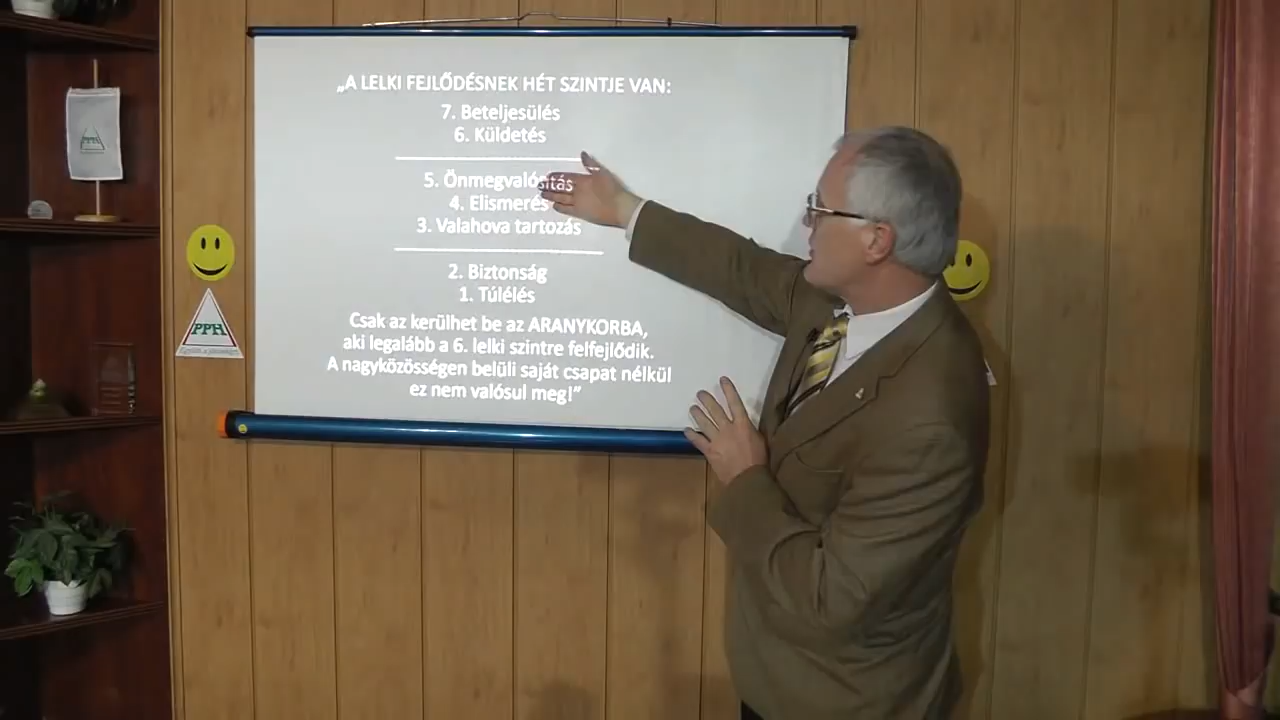 „A LELKI FEJLŐDÉSNEK HÉT SZINTJE VAN:
7. Beteljesülés
6. Küldetés
5. Önmegvalósítás
4. Elismerés
3. Valahova tartozás
2. Biztonság
1. Túlélés
Csak az kerülhet be az ARANYKORBA,
aki legalább a 6. lelki szintre felfejlődik.
A nagyközösségen belüli saját csapat nélkül
ez nem valósul meg!”
PPH
PPH